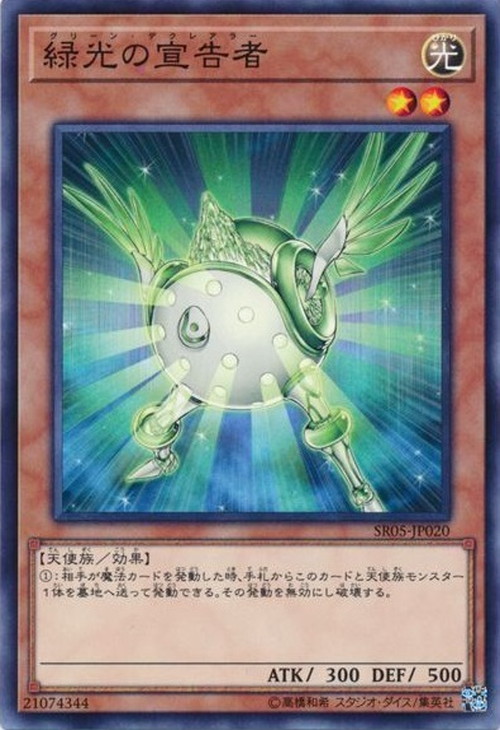 グリーン・デクレアラー
緑光の宣告者
ひかり
光
SR05-JP020
【天使族/効果】
①:相手が魔法カードを発動した時、手札からこのカードと天使族モンスター
1体を墓地へ送って発動できる。その発動を無効にし破壊する。
ATK/ 300 DEF/ 500
21074344
©高橋和希 スタジオ・ダイス/集英社